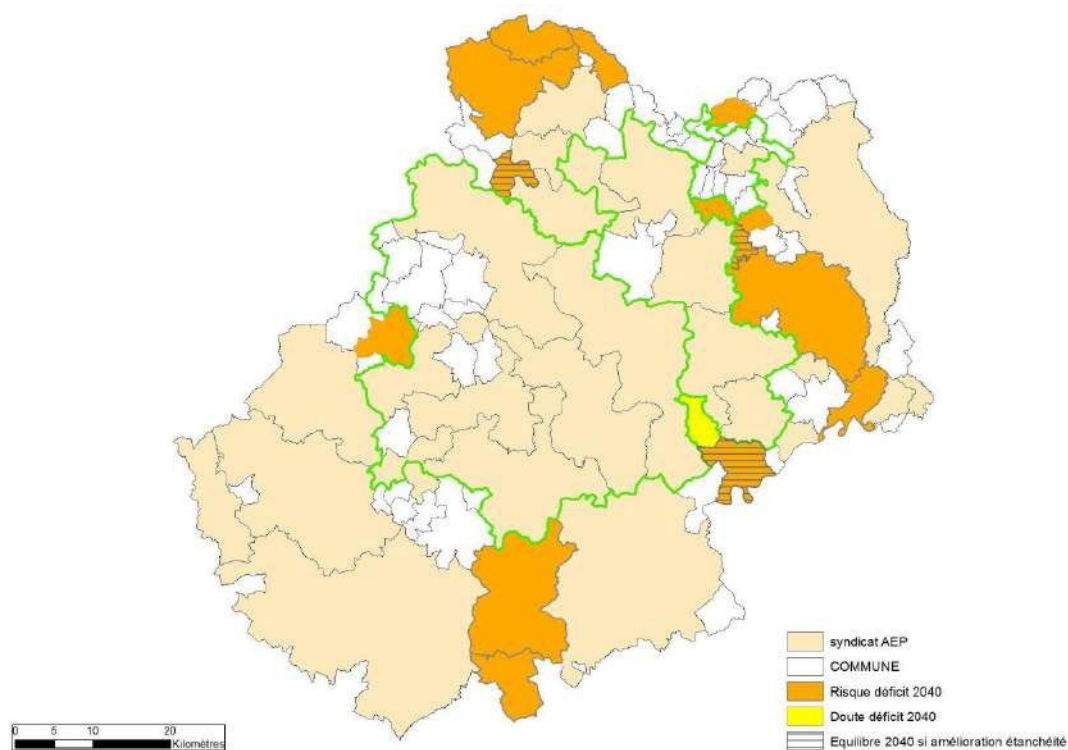 syndicat AEP
COMMUNE
Risque déficit 2040
Doute déficit 2040
Equilibre 2040 si amélioration étanchéité
0 5 10 20
Kilomètres